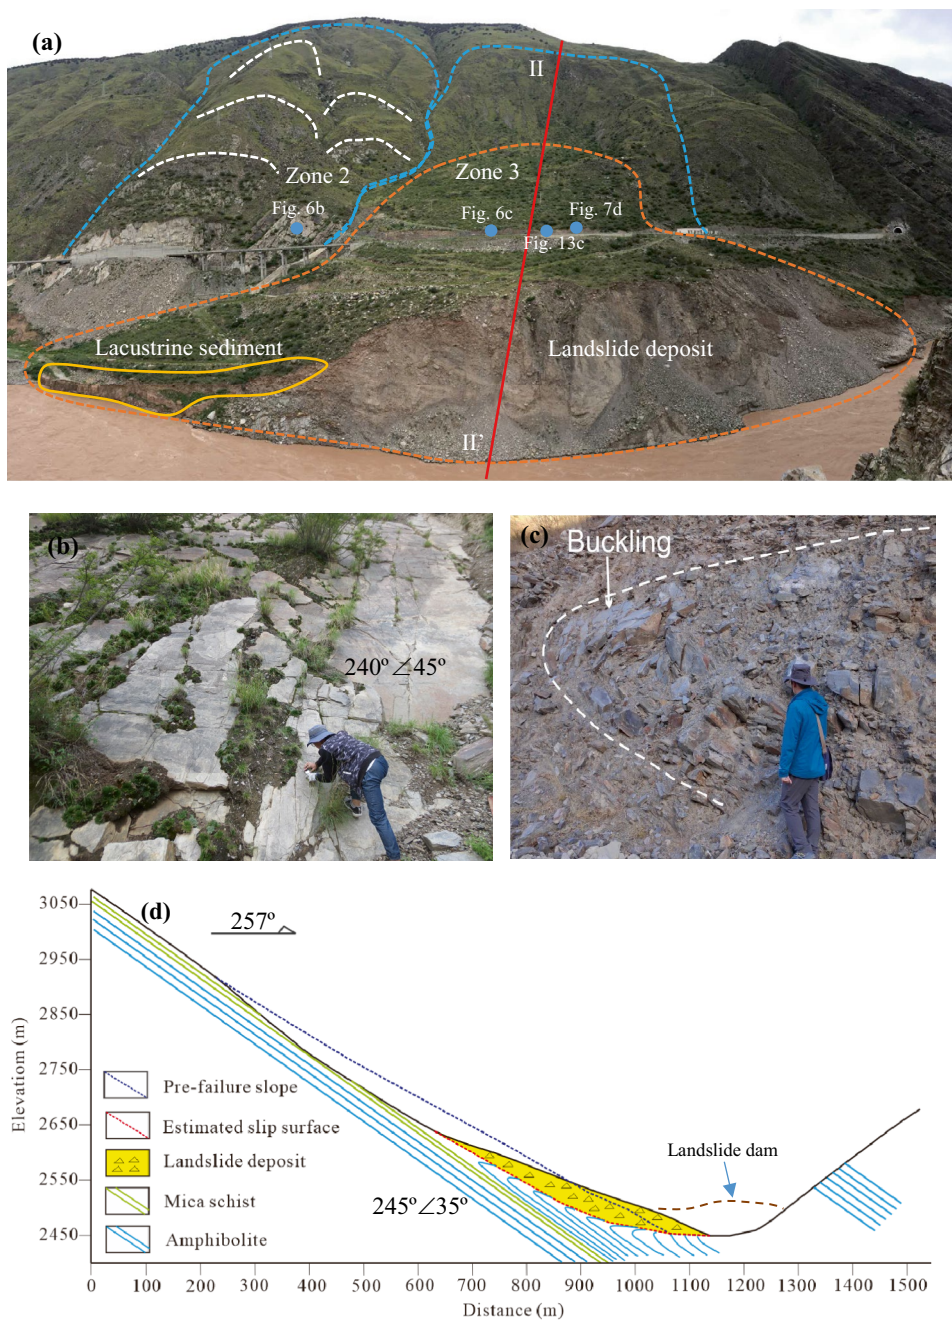 (a)
II
Zone 2
Zone 3
Fig. 6b
Fig. 6c
Fig. 7d
Fig. 13c
Lacustrine sediment
Landslide deposit
II'
(b)
240º∠45º
(c)
Buckling
(d)
257º
3050
2950
2850
2750
2650
2550
2450
Elevatiom (m)
Pre-failure slope
Estimated slip surface
Landslide deposit
Mica schist
Amphibolite
245º∠35º
Landslide dam
0
100
200
300
400
500
600
700
800
900
1000
1100
1200
1300
1400
1500
Distance (m)